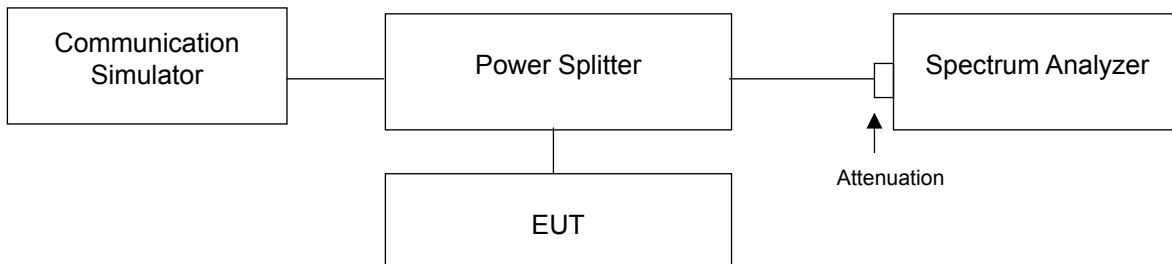 Communication
Simulator
Power Splitter
Spectrum Analyzer
Attenuation
EUT